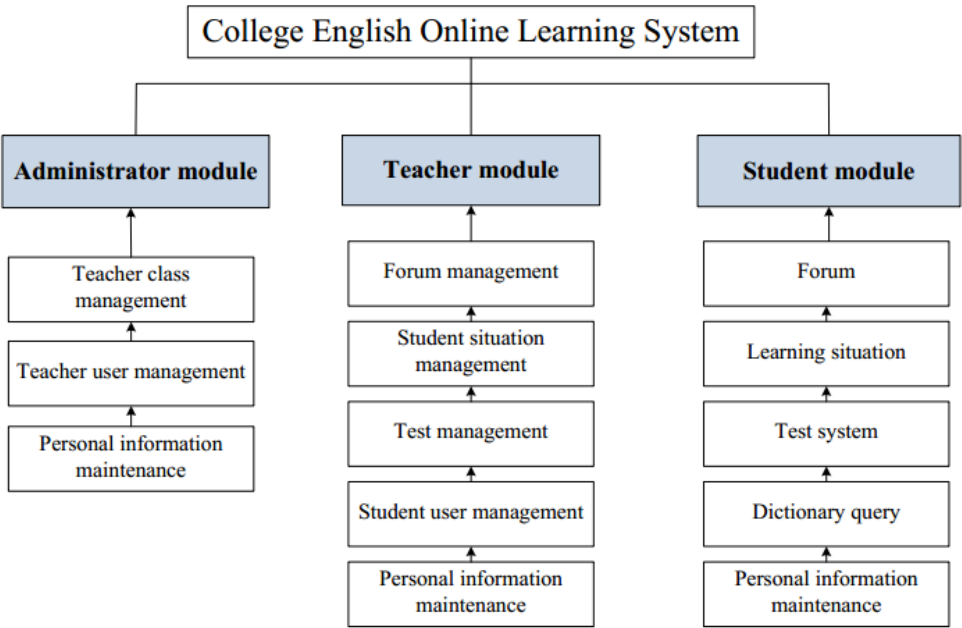 College English Online Learning System
Administrator module
Teacher class
management
Teacher user management
Personal information
maintenance
Teacher module
Forum management
Student situation
management
Test management
Student user management
Personal information
maintenance
Student module
Forum
Learning situation
Test system
Dictionary query
Personal information
maintenance